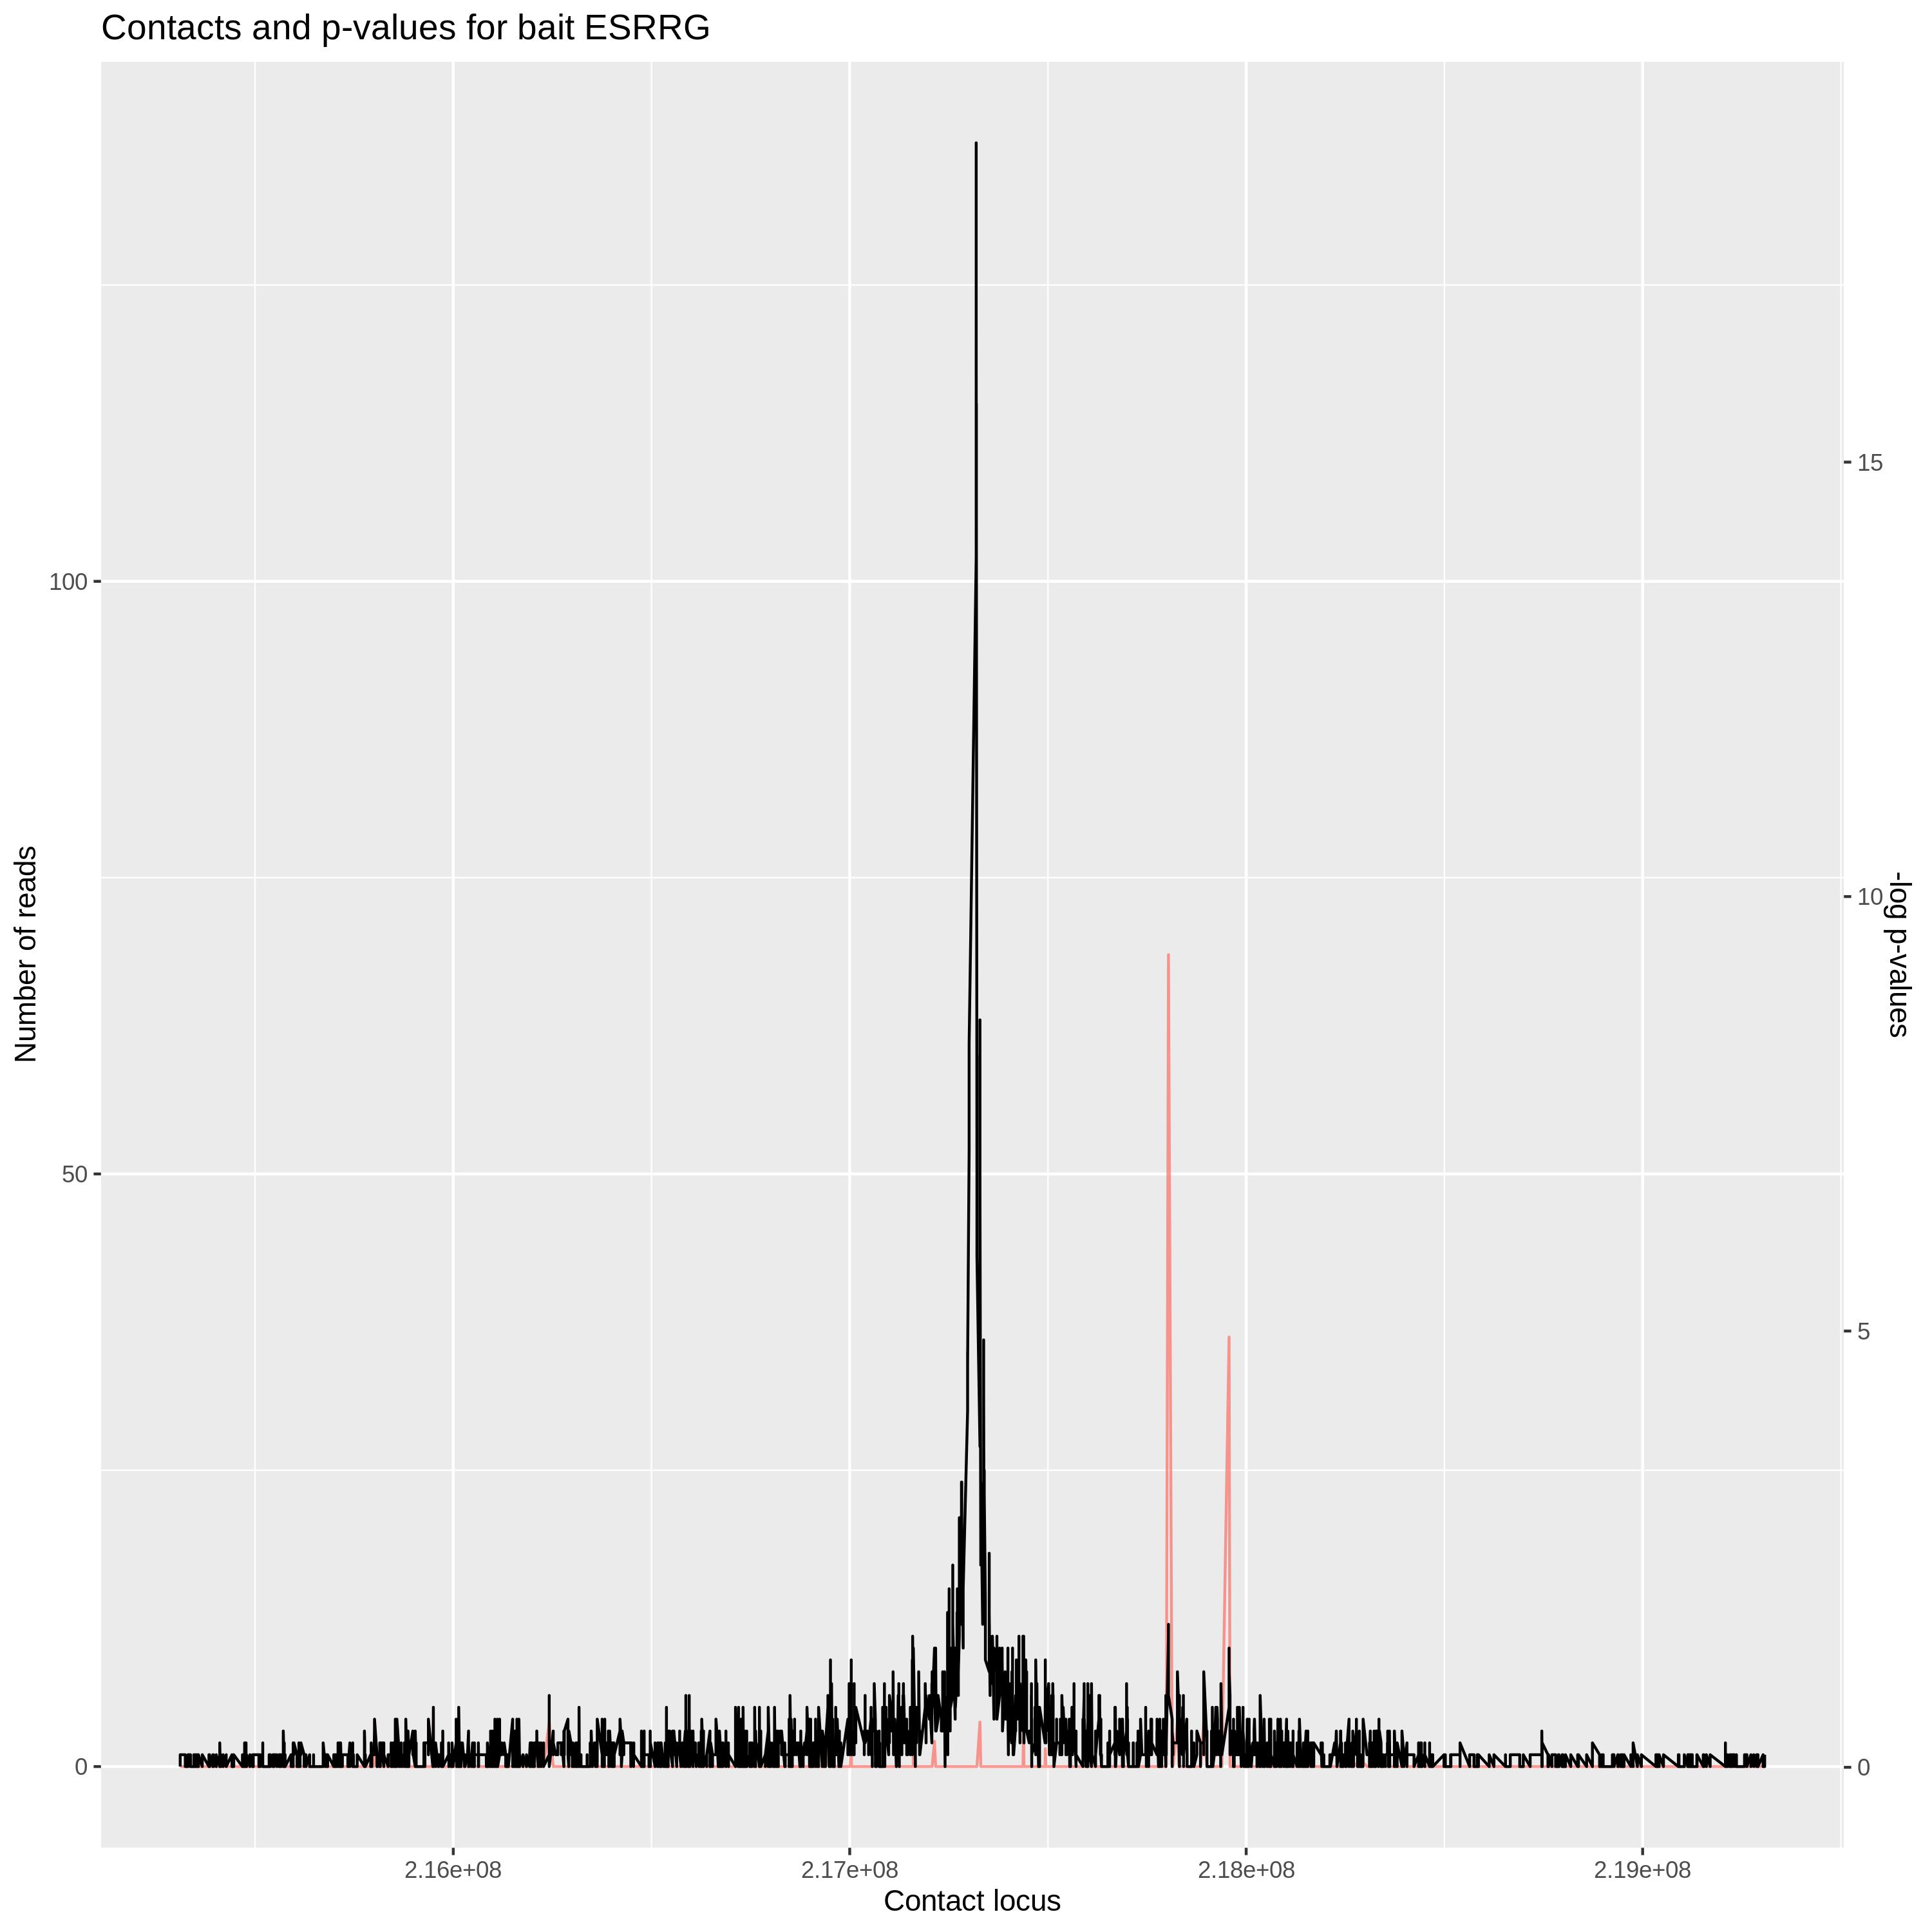 Contacts and p-values for bait ESRRG
Number of reads
100
50
0
15
10
5
0
-log p-values
2.16e+08
2.17e+08
2.18e+08
2.19e+08
Contact locus